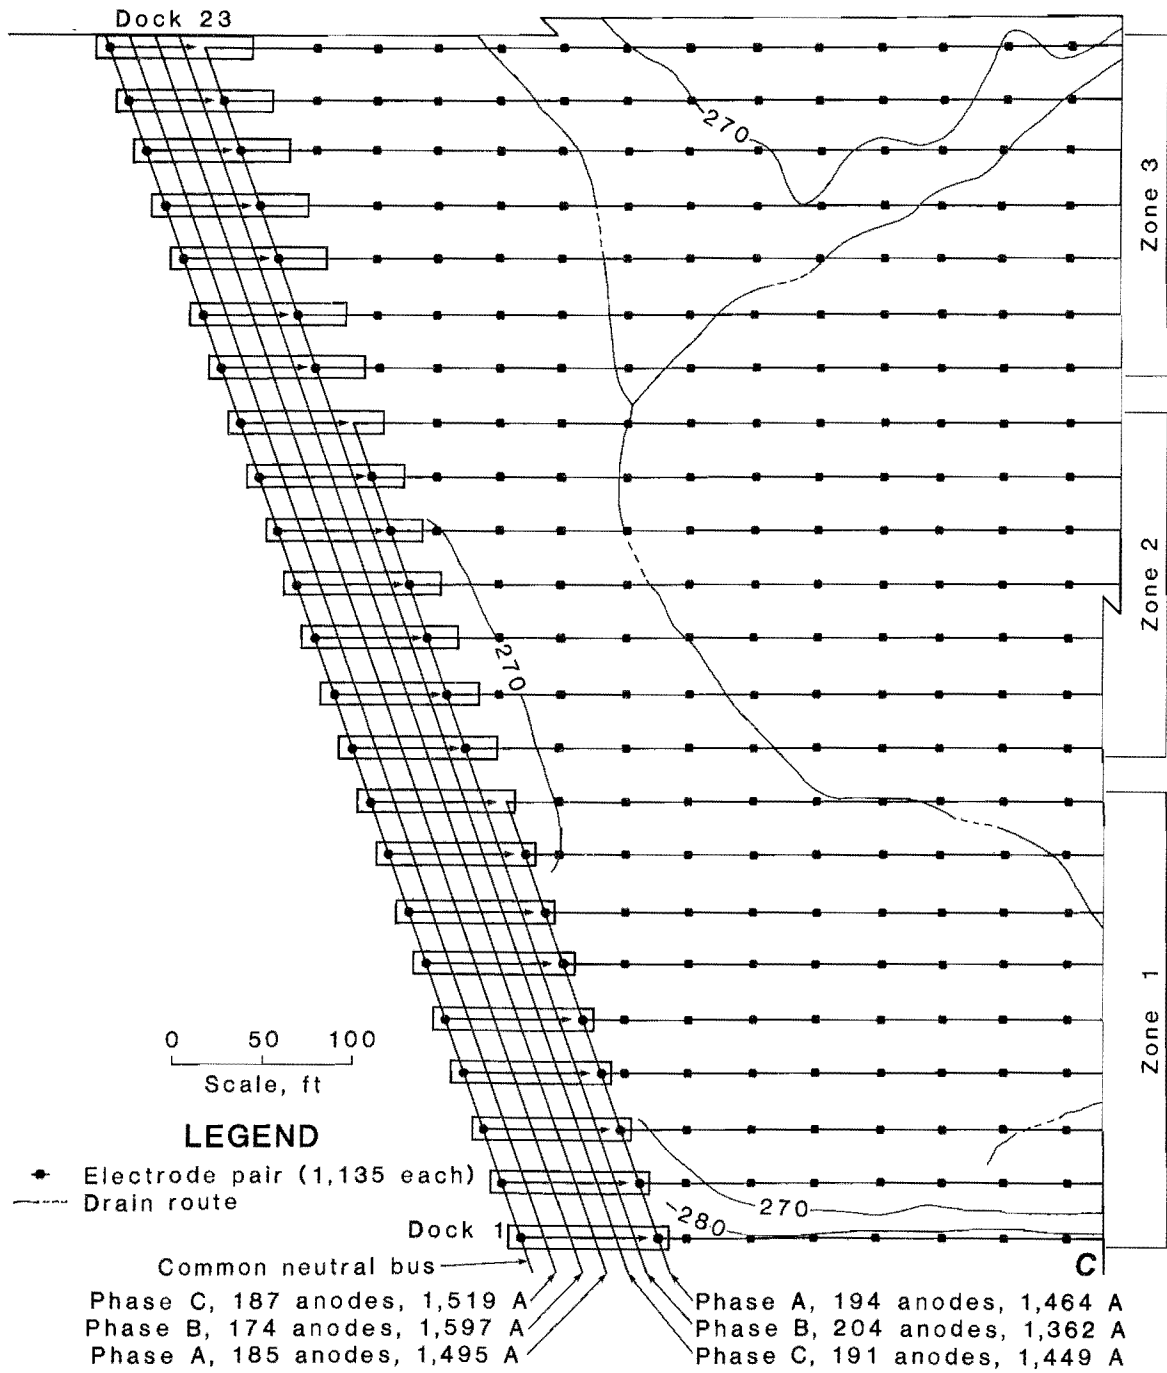 Dock 23
270
Zone 3
Zone 2
270
Zone 1
0 50 100
Scale, ft
LEGEND
Electrode pair (1,135 each)
Drain route
270
280
Dock 1
C
Common neutral bus
Phase C, 187 anodes, 1,519 A
Phase B, 174 anodes, 1,597 A
Phase A, 185 anodes, 1,495 A
Phase A, 194 anodes, 1,464 A
Phase B, 204 anodes, 1,362 A
Phase C, 191 anodes, 1,449 A